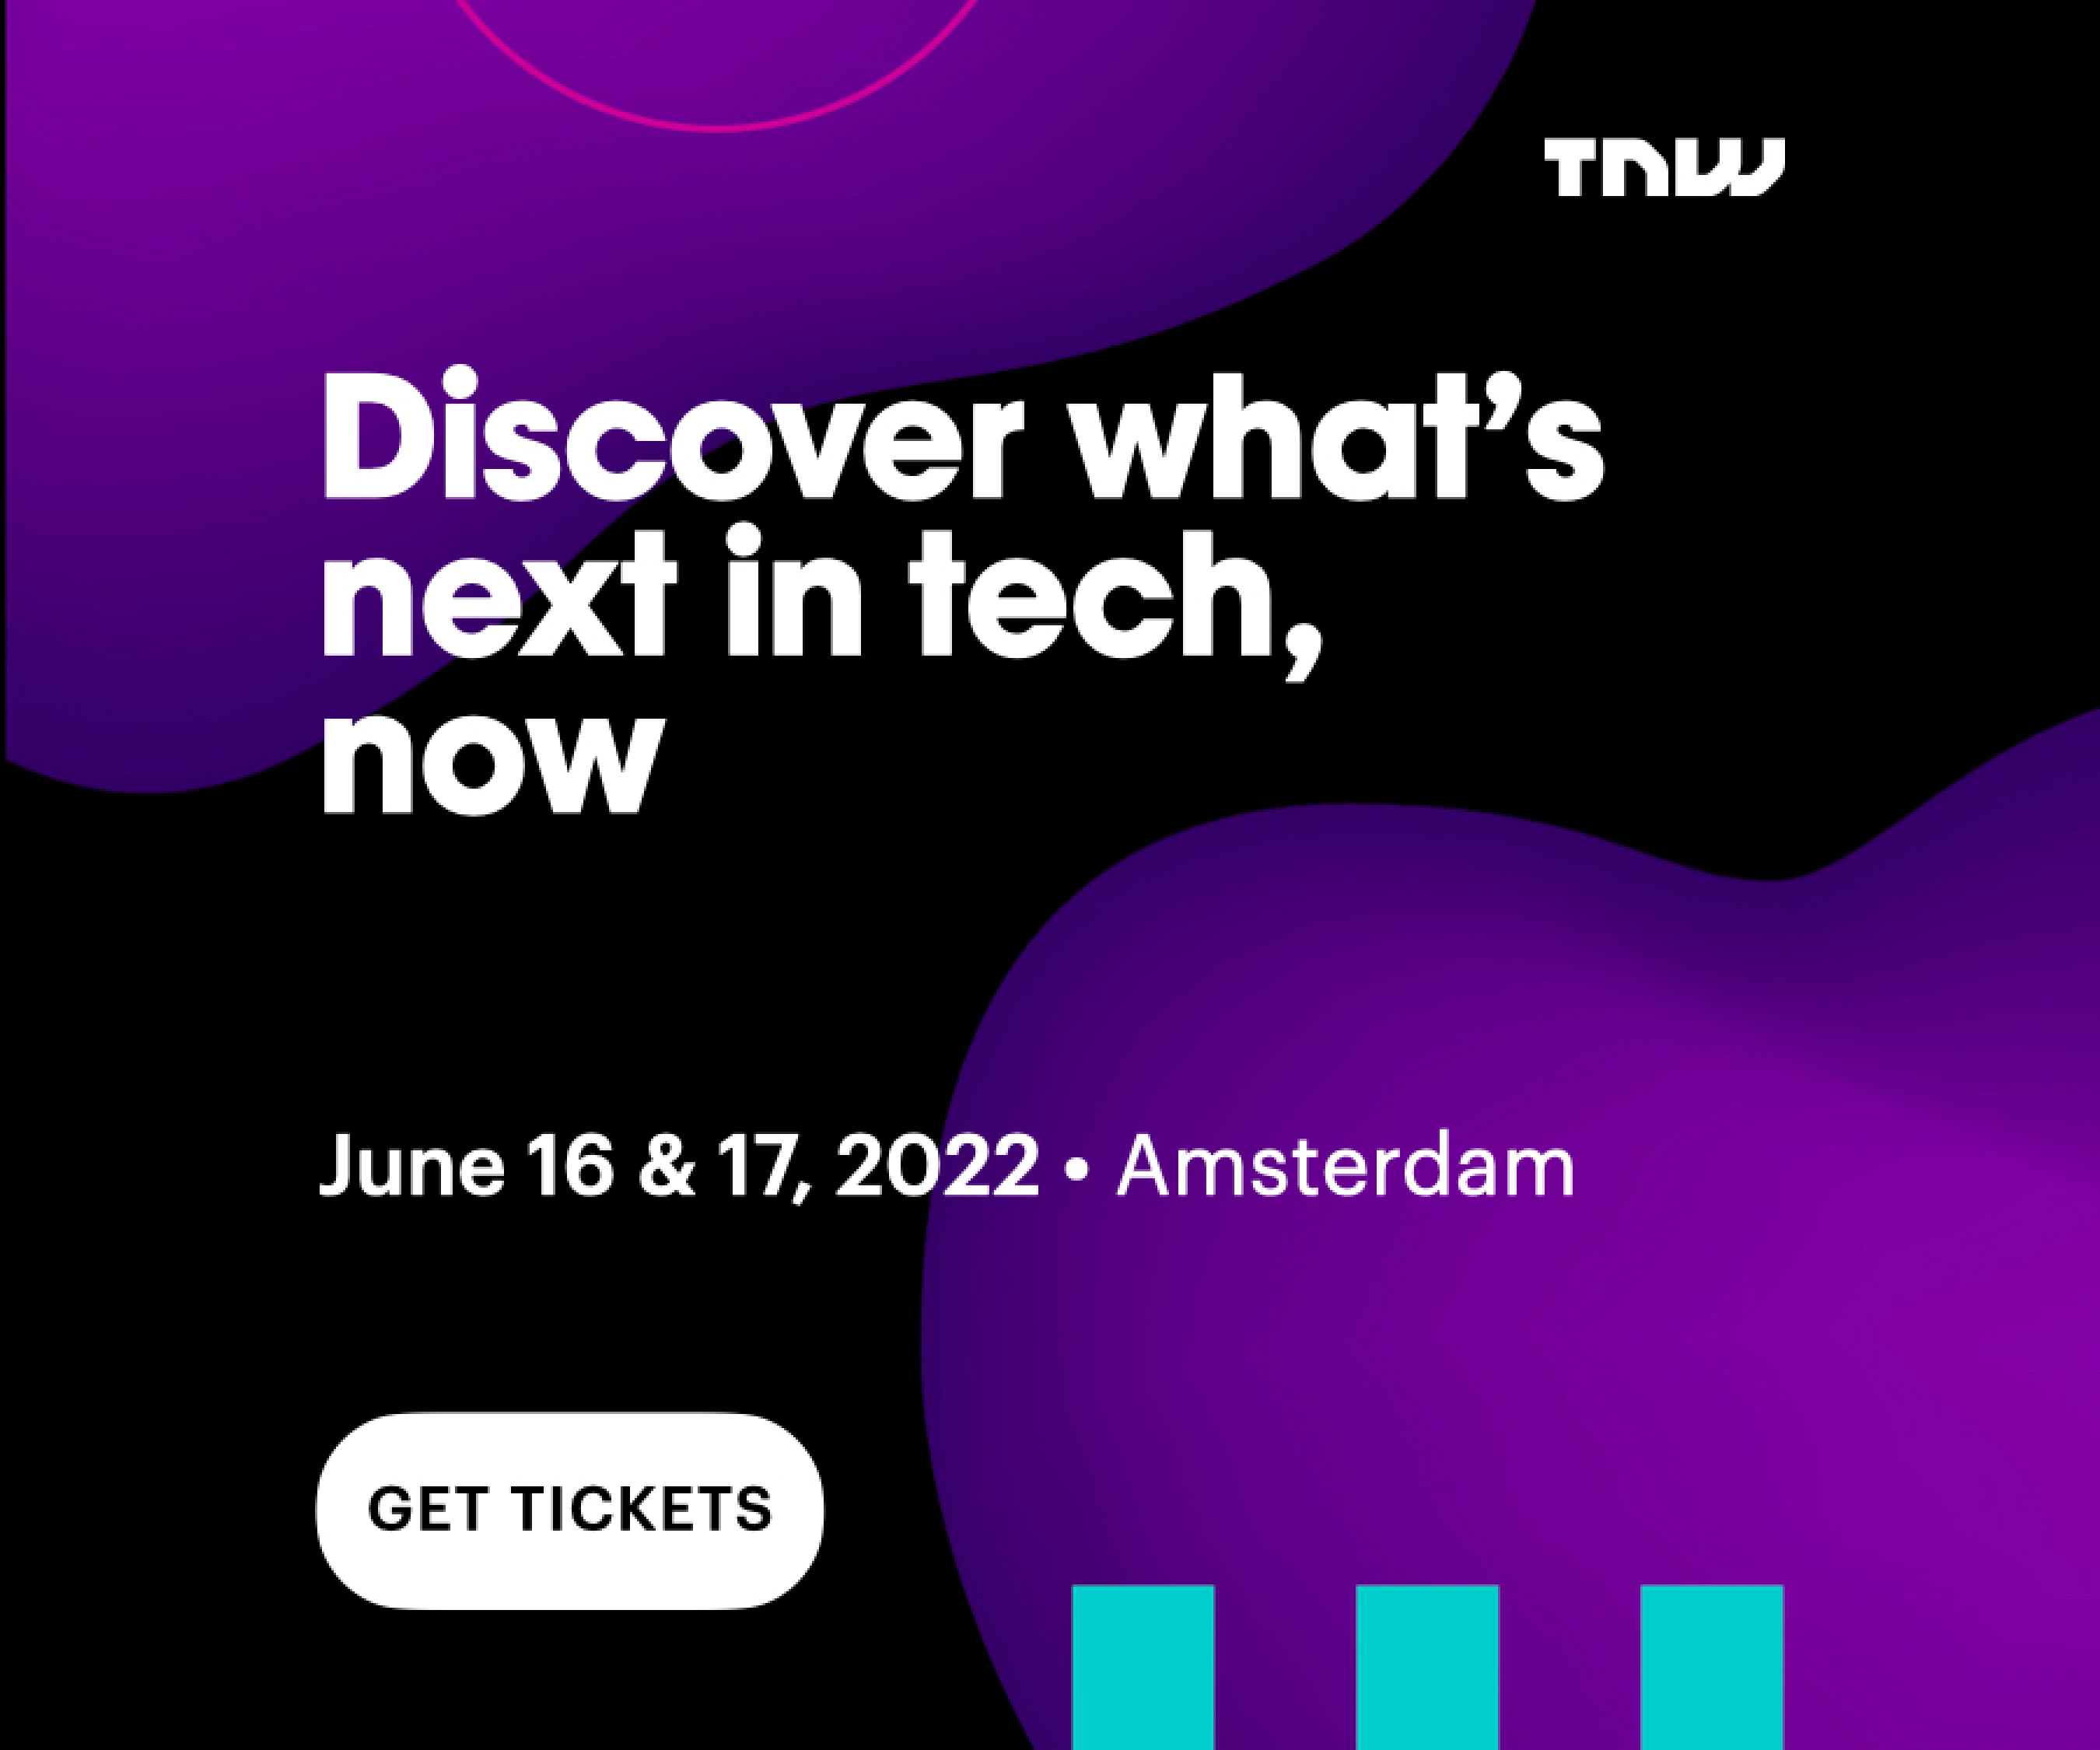 TNW
Discover what’s
next in tech,
now
June 16 & 17, 2022 • Amsterdam
GET TICKETS